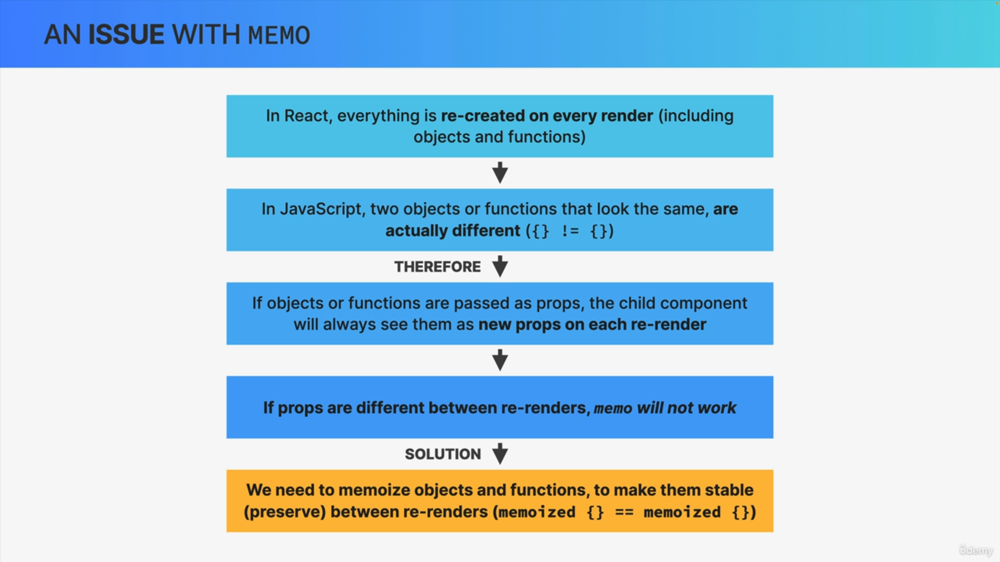 AN ISSUE WITH MEMO
In React, everything is re-created on every render (including
objects and functions)
In JavaScript, two objects or functions that look the same, are
actually different ({} != {})
THEREFORE
If objects or functions are passed as props, the child component
will always see them as new props on each re-render
If props are different between re-renders, memo will not work
SOLUTION
We need to memoize objects and functions, to make them stable
(preserve) between re-renders (memoized {} == memoized {})
ûdemy